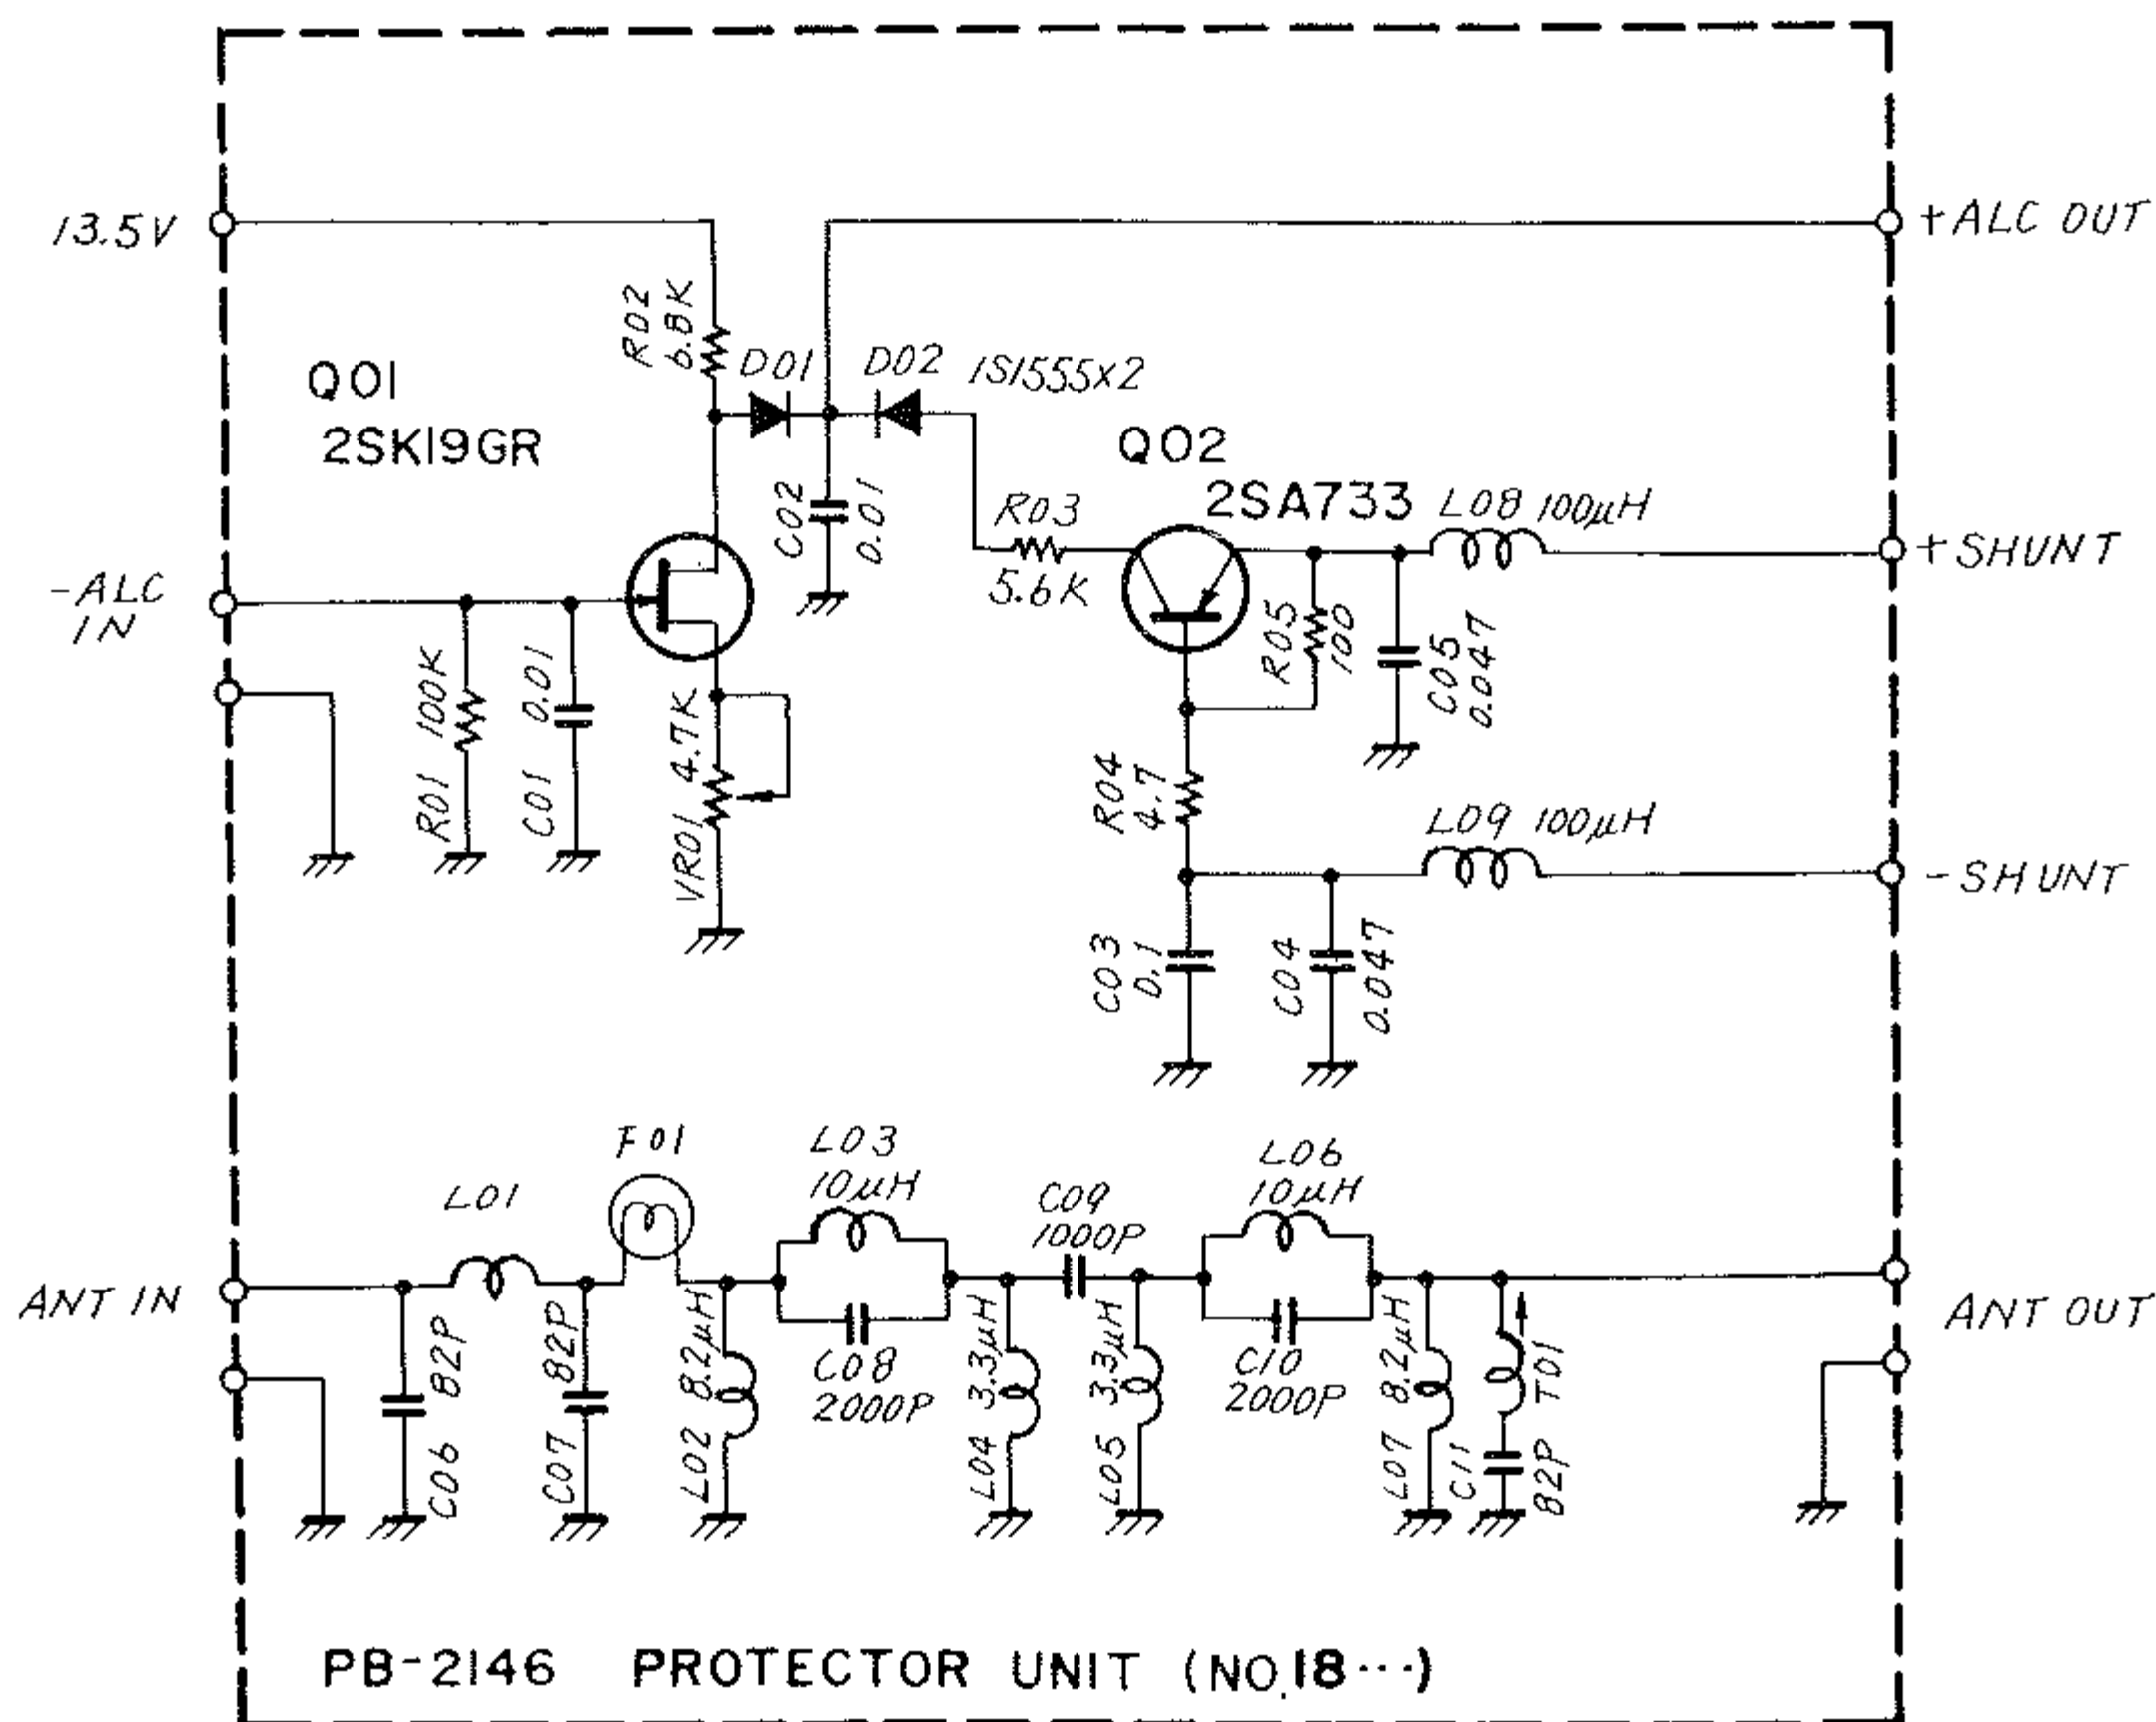 13.5V
+ALC OUT
R02
6.8K
D01
D02
1S1555x2
Q01
2SK19GR
Q02
2SA733
C02
0.01
R03
5.6K
L08 100µH
+SHUNT
-ALC
IN
R01 100K
C01 0.01
VR01 4.7K
R05
100
C05
0.047
R04
4.7
L09 100µH
-SHUNT
C03
0.1
C04
0.047
F01
L01
L03
10µH
C09
1000P
L06
10µH
ANT IN
ANT OUT
C06 82P
C07 82P
L02 8.2µH
C08
2000P
L04 3.3µH
L05 3.3µH
C10
2000P
L07 8.2µH
C11
82P
T01
PB-2146 PROTECTOR UNIT (NO.18···)